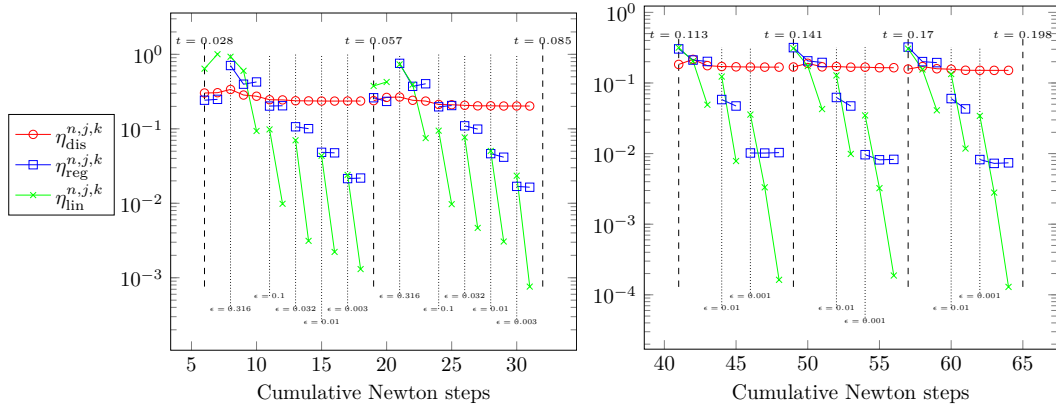 η_dis^{n,j,k}
η_reg^{n,j,k}
η_lin^{n,j,k}
10^0
10^{−1}
10^{−2}
10^{−3}
t = 0.028
t = 0.057
t = 0.085
ϵ = 0.316
ϵ = 0.1
ϵ = 0.032
ϵ = 0.01
ϵ = 0.003
ϵ = 0.316
ϵ = 0.1
ϵ = 0.032
ϵ = 0.01
ϵ = 0.003
5 10 15 20 25 30
Cumulative Newton steps
10^0
10^{−1}
10^{−2}
10^{−3}
10^{−4}
t = 0.113
t = 0.141
t = 0.17
t = 0.198
ϵ = 0.01
ϵ = 0.001
ϵ = 0.01
ϵ = 0.001
ϵ = 0.01
ϵ = 0.001
40 45 50 55 60 65
Cumulative Newton steps